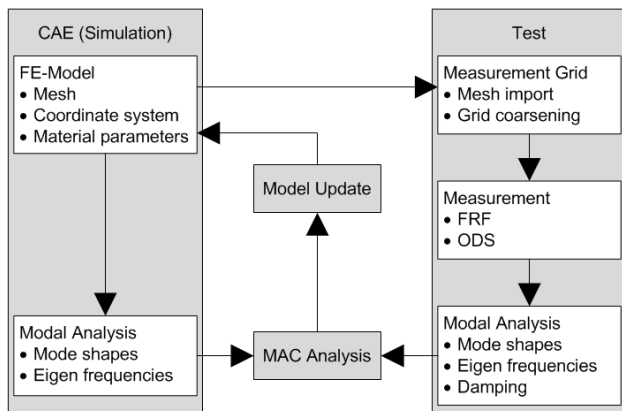 CAE (Simulation)
FE-Model
• Mesh
• Coordinate system
• Material parameters
Modal Analysis
• Mode shapes
• Eigen frequencies
Model Update
MAC Analysis
Test
Measurement Grid
• Mesh import
• Grid coarsening
Measurement
• FRF
• ODS
Modal Analysis
• Mode shapes
• Eigen frequencies
• Damping